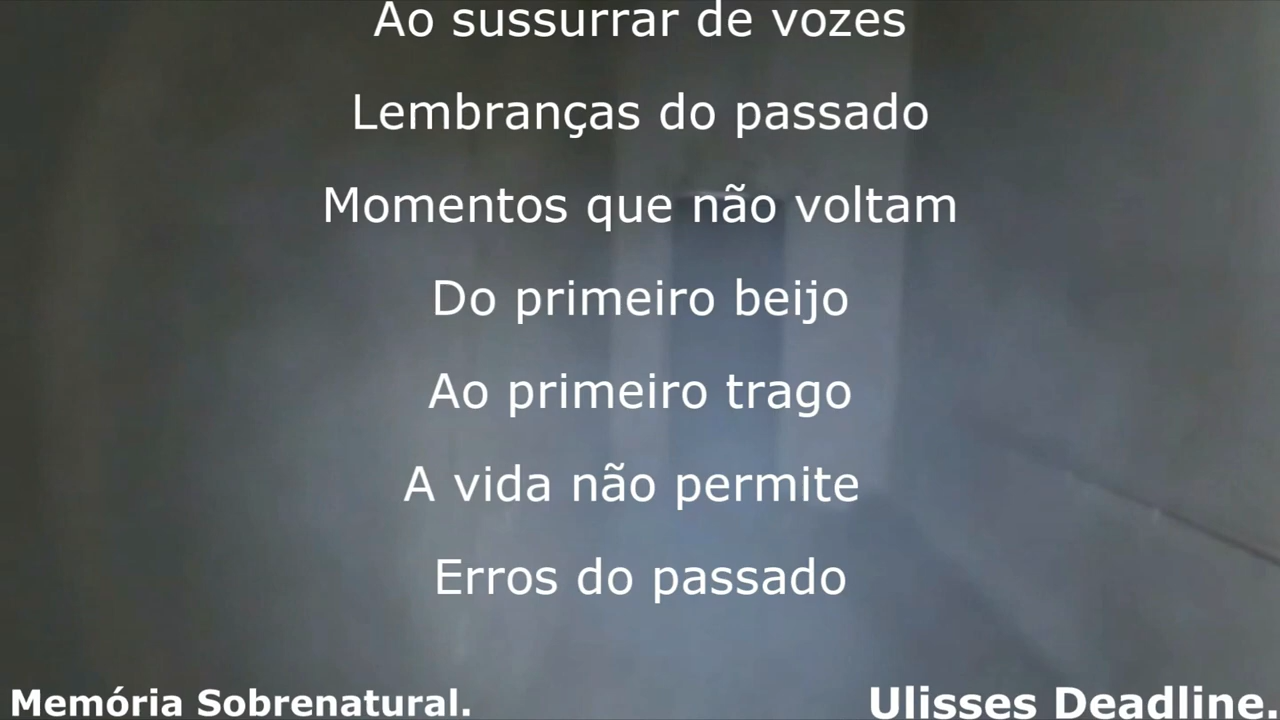 Ao sussurrar de vozes
Lembranças do passado
Momentos que não voltam
Do primeiro beijo
Ao primeiro trago
A vida não permite
Erros do passado
Memória Sobrenatural.
Ulisses Deadline.